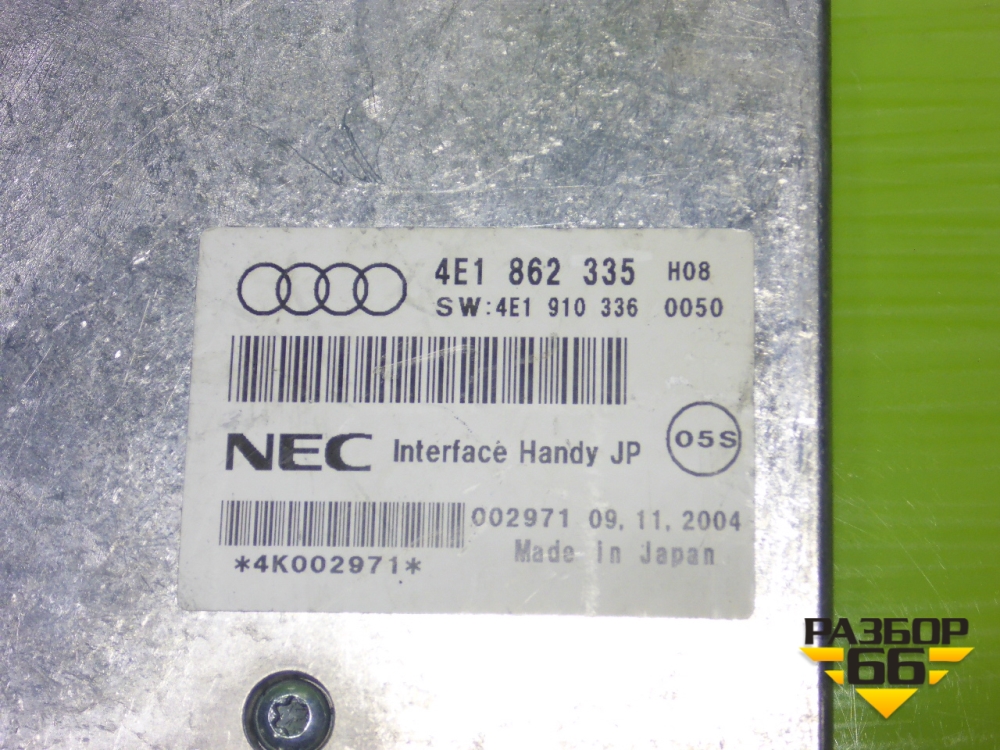 4E1 862 335 H08
SW:4E1 910 336 0050
NEC Interface Handy JP
05S
002971 09.11.2004
Made in Japan
*4K002971*
РАЗБОР
66